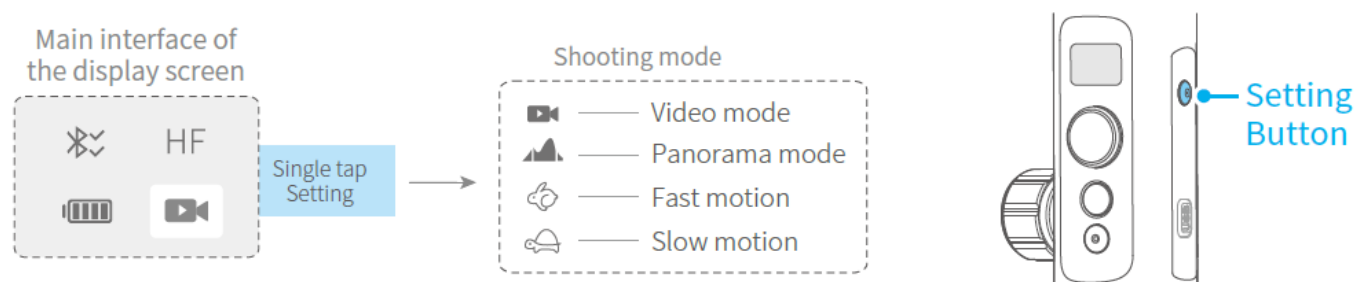 Main interface of
the display screen
HF
Single tap
Setting
Shooting mode
Video mode
Panorama mode
Fast motion
Slow motion
Setting
Button